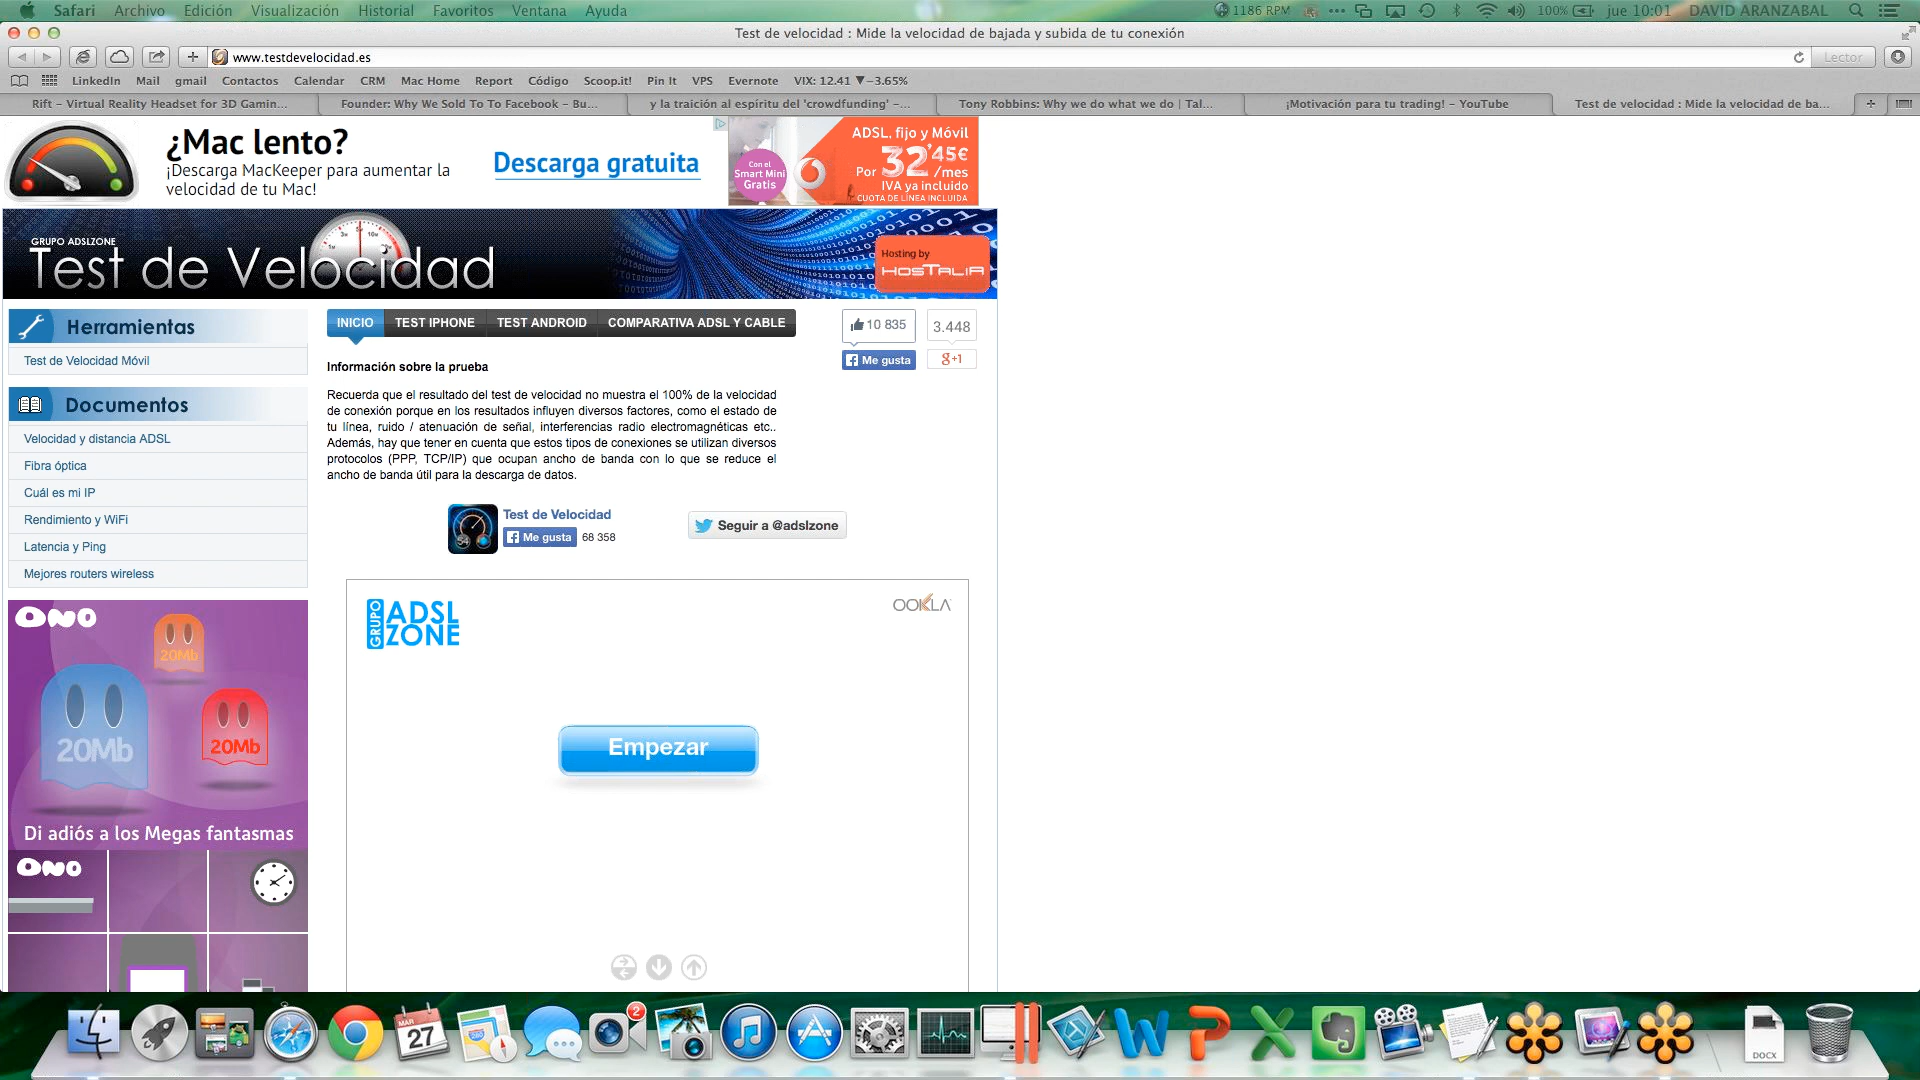 Safari Archivo Edición Visualización Historial Favoritos Ventana Ayuda 1186 RPM 100% jue 10:01 DAVID ARANZABAL
Test de velocidad : Mide la velocidad de bajada y subida de tu conexión
www.testdevelocidad.es Lector
LinkedIn Mail gmail Contactos Calendar CRM Mac Home Report Código Scoop.it! Pin It VPS Evernote VIX: 12.41 ▼−3.65%
Rift – Virtual Reality Headset for 3D Gamin... Founder: Why We Sold To To Facebook – Bu... y la traición al espíritu del 'crowdfunding' –... Tony Robbins: Why we do what we do | Tal... ¡Motivación para tu trading! – YouTube Test de velocidad : Mide la velocidad de ba...
¿Mac lento?
¡Descarga MacKeeper para aumentar la
velocidad de tu Mac!
Descarga gratuita
Con el
Smart Mini
Gratis
ADSL, fijo y Móvil
Por 32'45€ /mes
IVA ya incluido
CUOTA DE LÍNEA INCLUIDA
GRUPO ADSLZONE
Test de Velocidad
Hosting by
HOSTALIA
Herramientas
Test de Velocidad Móvil
Documentos
Velocidad y distancia ADSL
Fibra óptica
Cuál es mi IP
Rendimiento y WiFi
Latencia y Ping
Mejores routers wireless
INICIO TEST IPHONE TEST ANDROID COMPARATIVA ADSL Y CABLE
10 835
Me gusta
3.448
g+1
Información sobre la prueba
Recuerda que el resultado del test de velocidad no muestra el 100% de la velocidad
de conexión porque en los resultados influyen diversos factores, como el estado de
tu línea, ruido / atenuación de señal, interferencias radio electromagnéticas etc..
Además, hay que tener en cuenta que estos tipos de conexiones se utilizan diversos
protocolos (PPP, TCP/IP) que ocupan ancho de banda con lo que se reduce el
ancho de banda útil para la descarga de datos.
Test de Velocidad
Me gusta 68 358
Seguir a @adslzone
ONO
20Mb
20Mb
20Mb
Di adiós a los Megas fantasmas
ONO
GRUPO
ADSL
ZONE
OOKLA
Empezar
MAR
27
2
DOCX